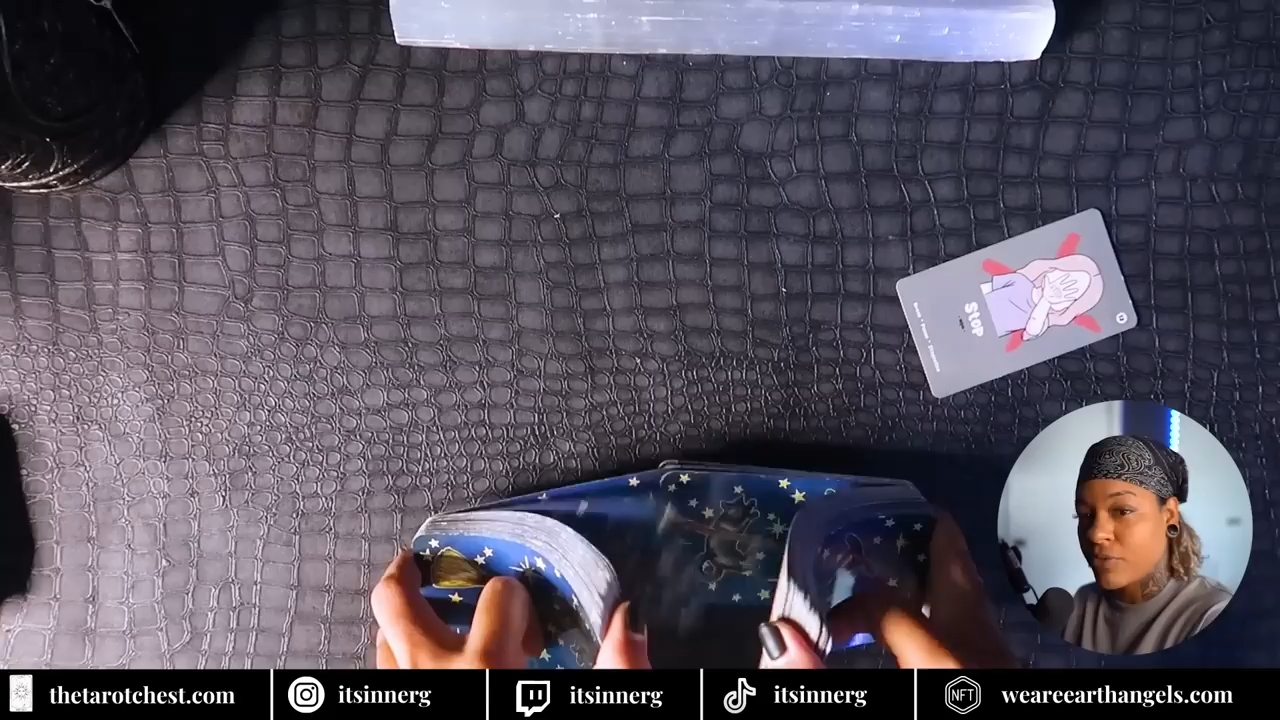 Stop
thetarotchest.com
itsinnerg
itsinnerg
itsinnerg
NFT
weareearthangels.com